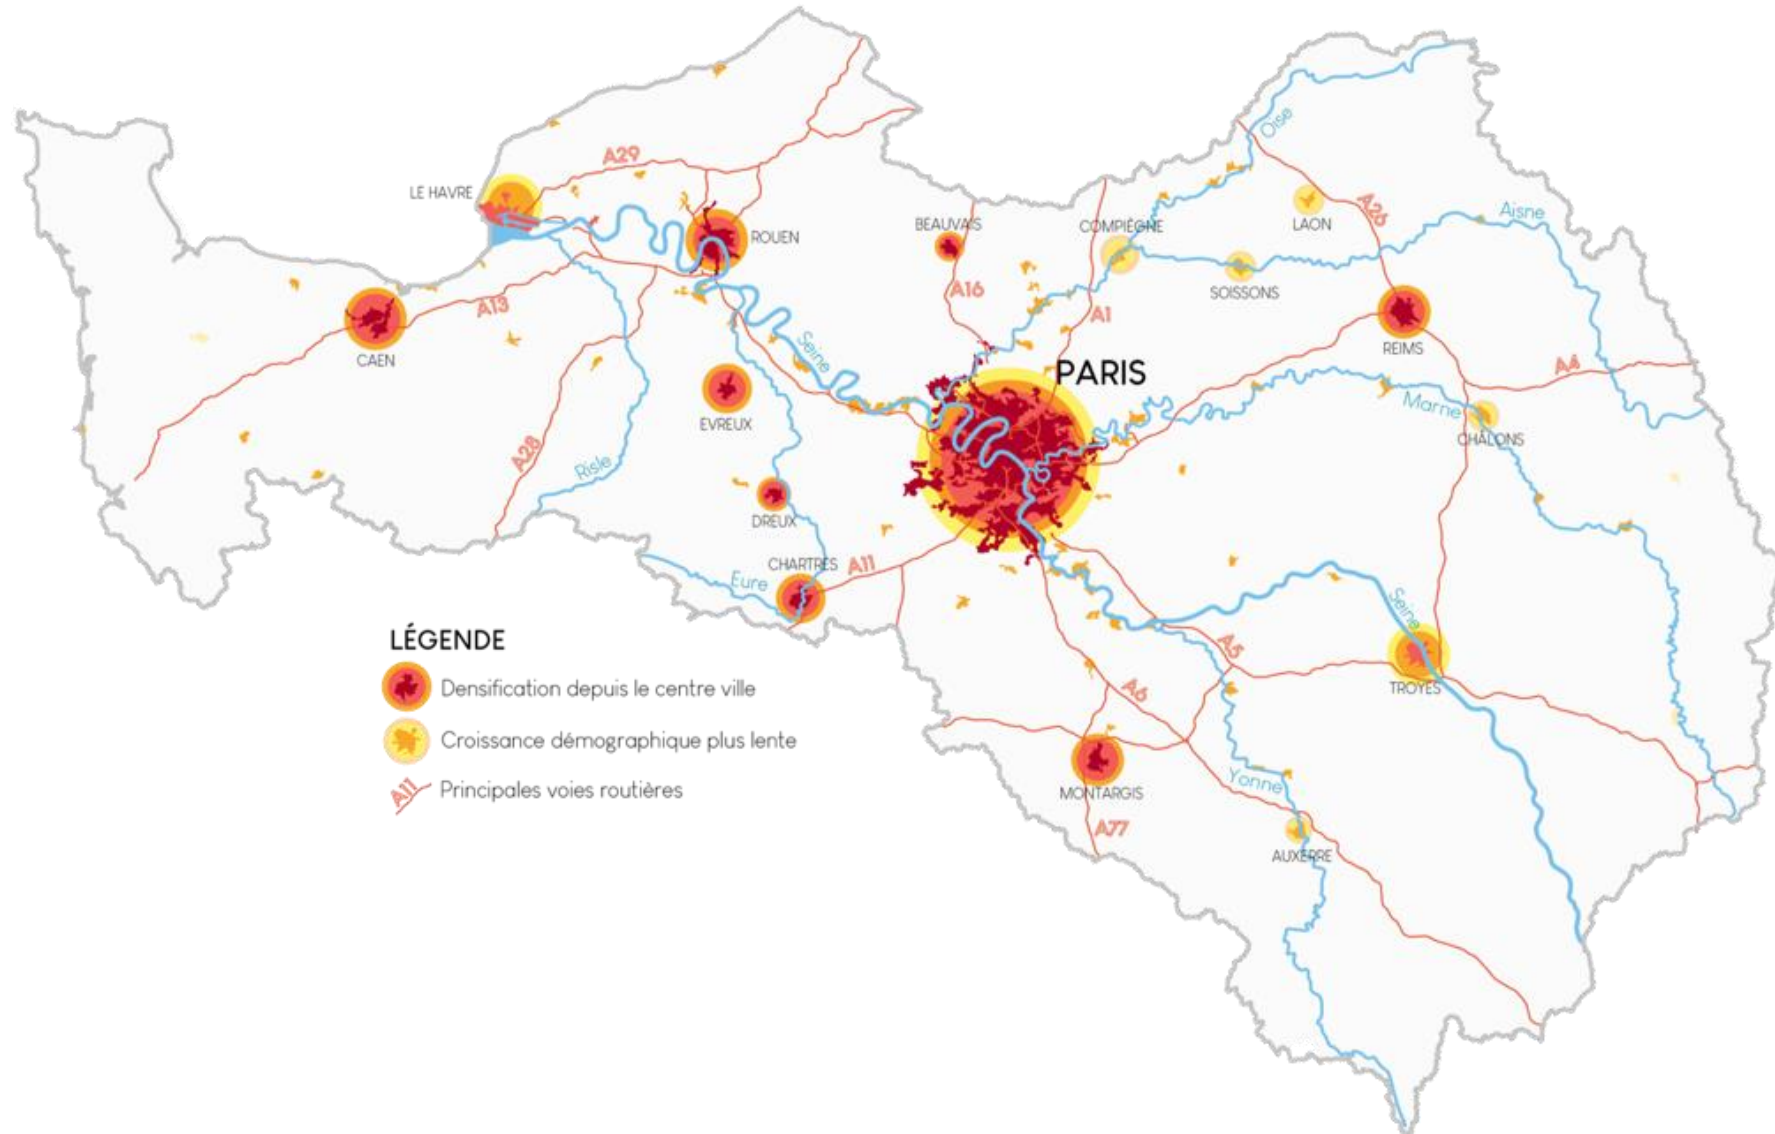 Oise
A29
LE HAVRE
LAON
A26
Aisne
BEAUVAIS
COMPIÈGNE
ROUEN
A16
SOISSONS
A13
A1
CAEN
Seine
REIMS
PARIS
A4
Marne
EVREUX
CHÂLONS
A28
Risle
DREUX
CHARTRES
A11
Eure
Seine
LÉGENDE
Densification depuis le centre ville
Croissance démographique plus lente
A11 Principales voies routières
A5
A6
TROYES
Yonne
MONTARGIS
A77
AUXERRE